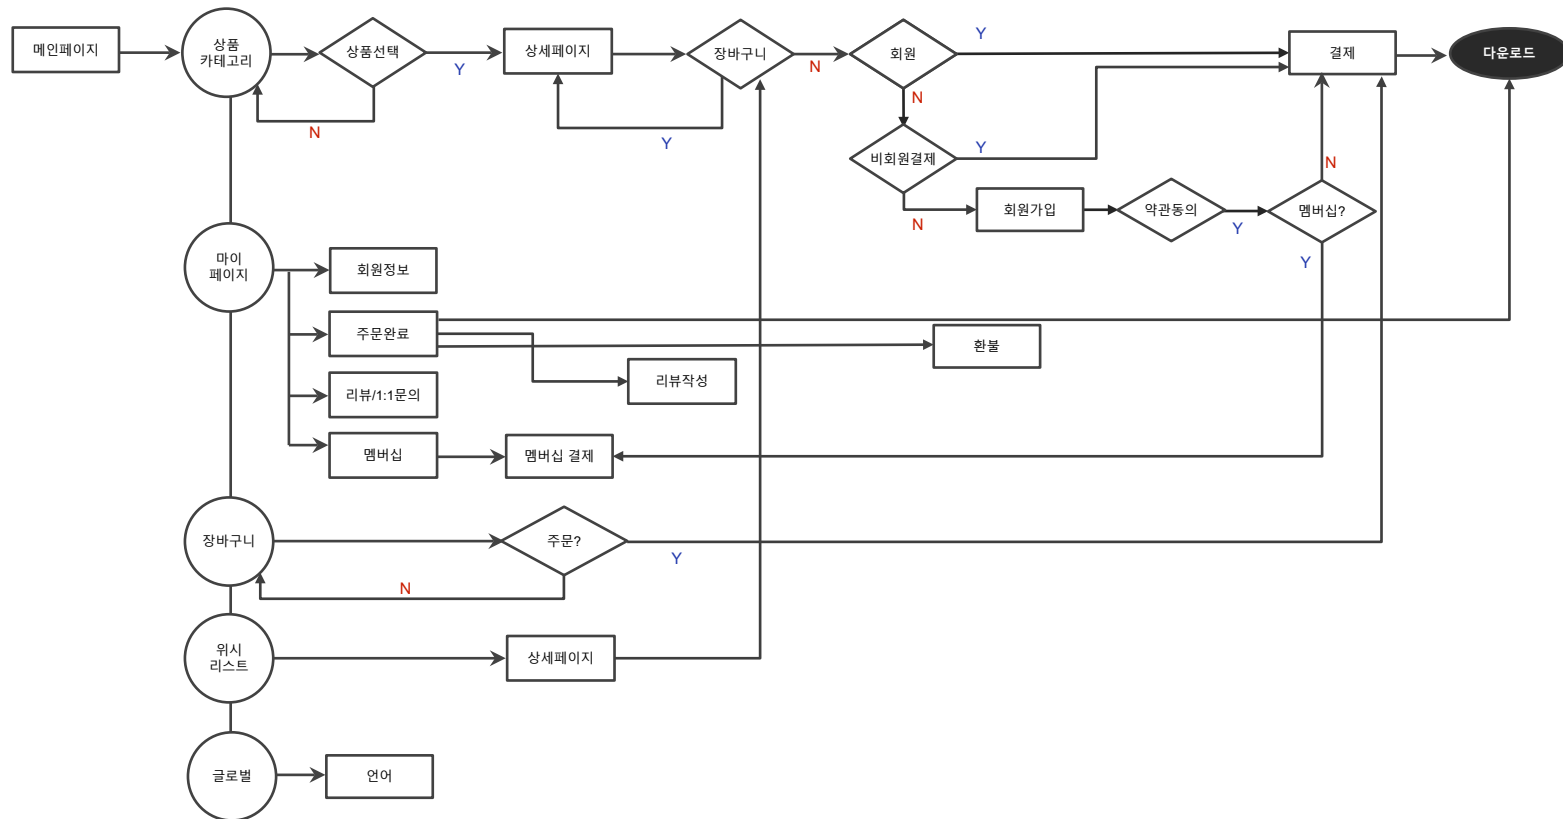 메인페이지
상품
카테고리
상품선택
Y
N
상세페이지
장바구니
Y
N
회원
Y
N
결제
다운로드
비회원결제
Y
N
회원가입
약관동의
Y
멤버십?
N
Y
마이
페이지
회원정보
주문완료
환불
리뷰작성
리뷰/1:1문의
멤버십
멤버십 결제
장바구니
주문?
Y
N
위시
리스트
상세페이지
글로벌
언어